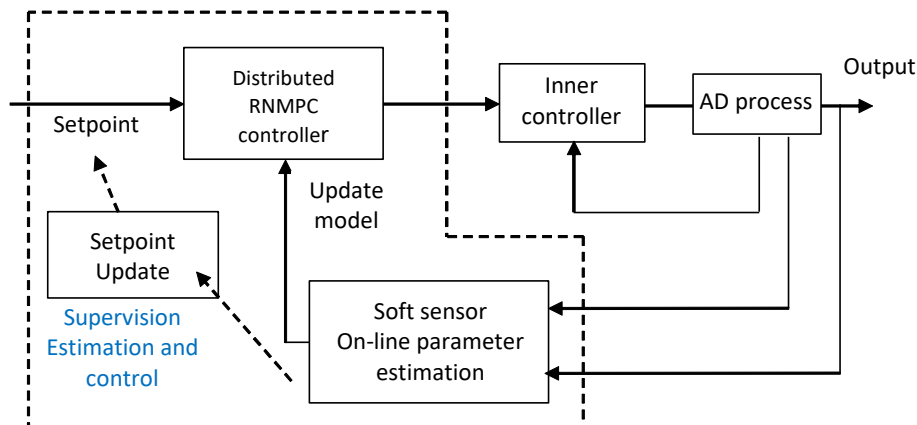 Distributed
RNMPC
controller
Inner
controller
AD process
Output
Setpoint
Update
model
Setpoint
Update
Supervision
Estimation and
control
Soft sensor
On-line parameter
estimation